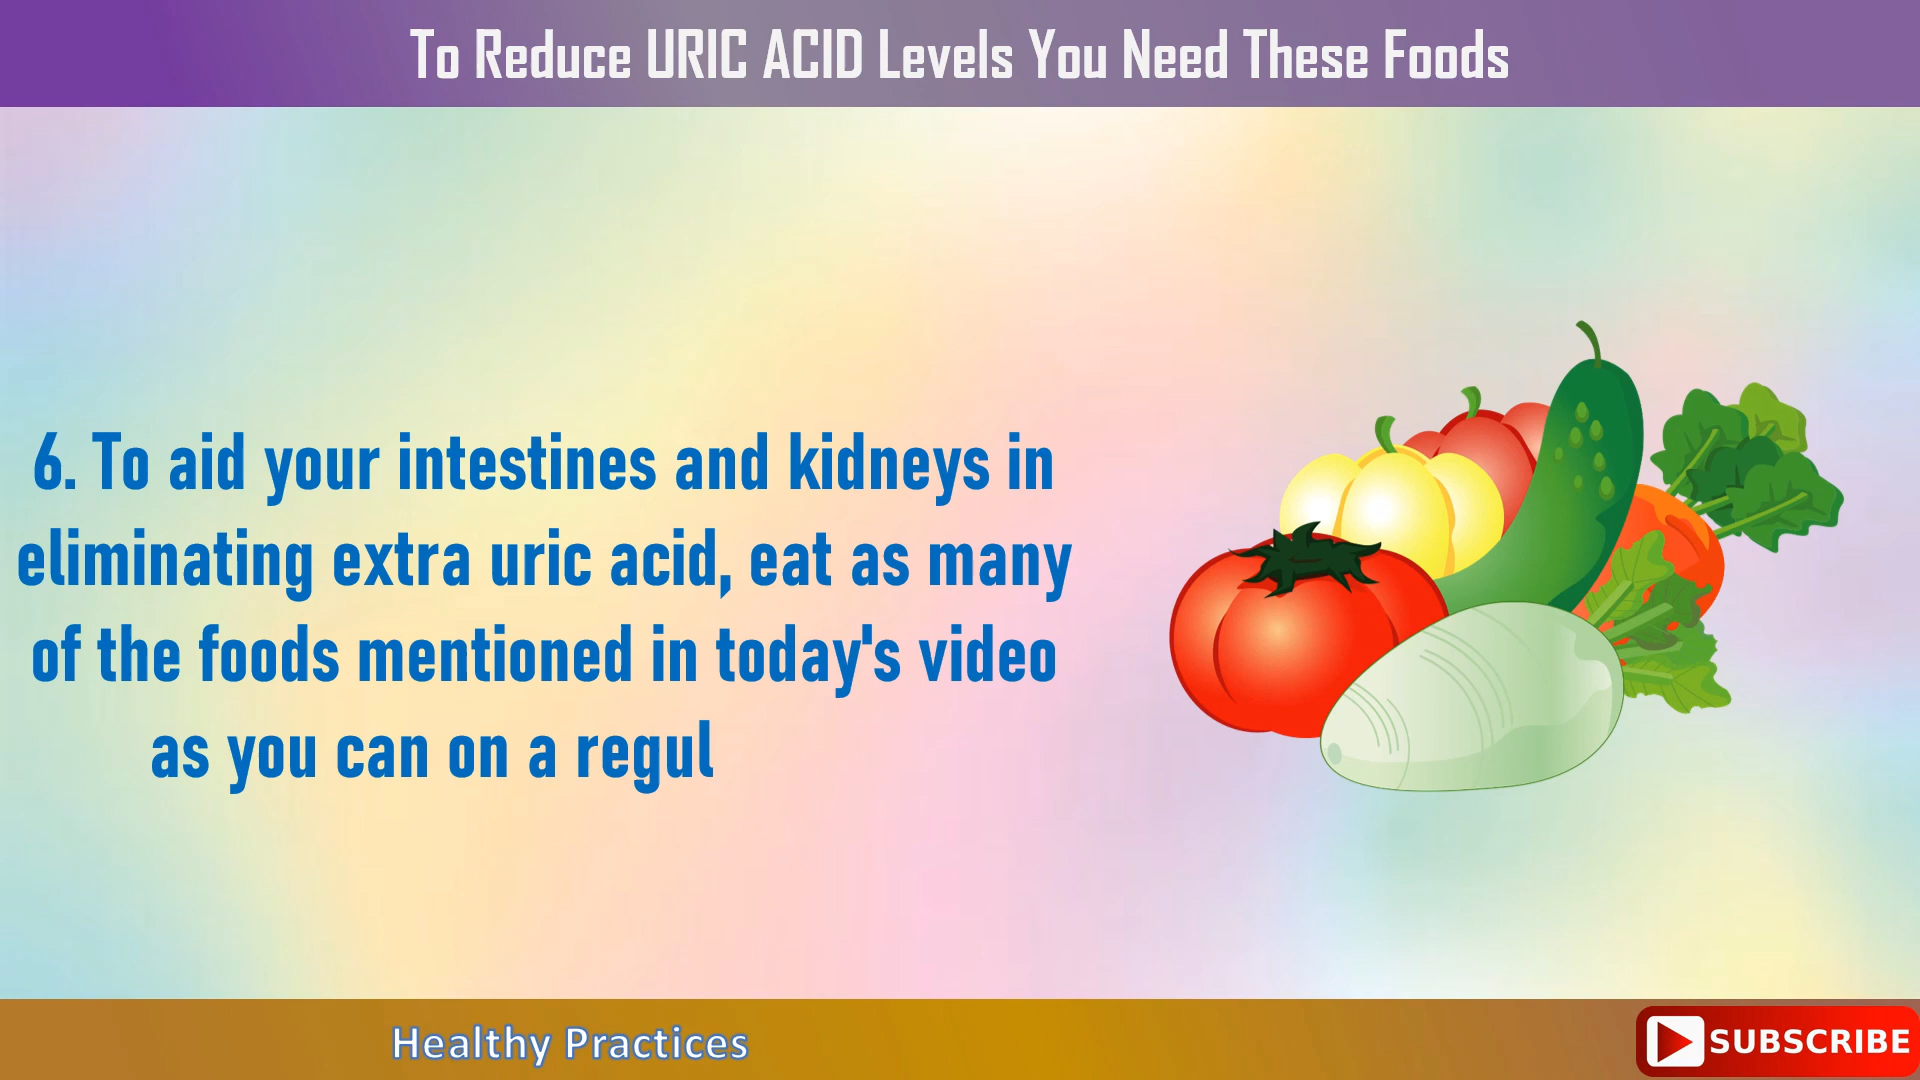 To Reduce URIC ACID Levels You Need These Foods
6. To aid your intestines and kidneys in
eliminating extra uric acid, eat as many
of the foods mentioned in today's video
as you can on a regul
Healthy Practices
SUBSCRIBE